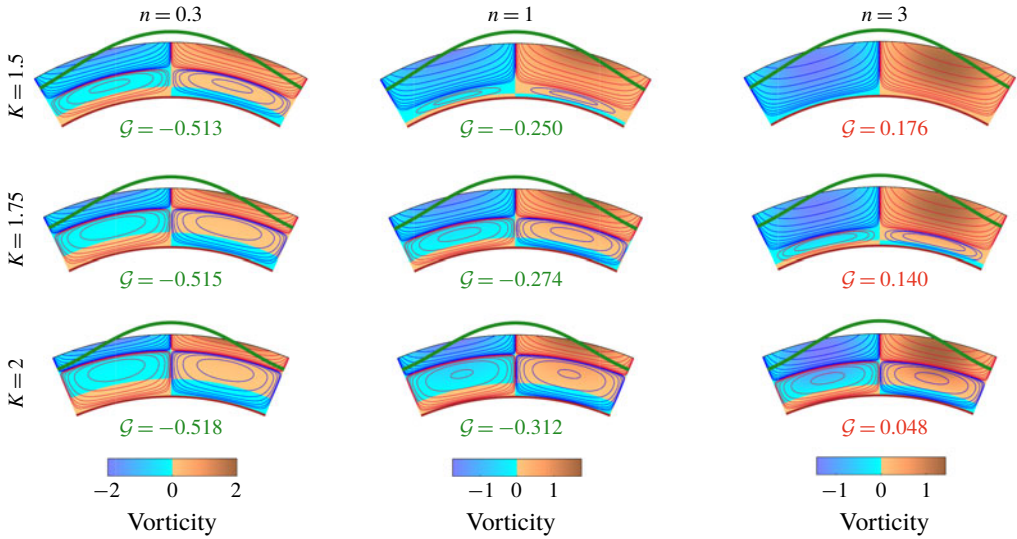 n = 0.3 n = 1 n = 3
K = 1.5
𝒢 = −0.513 𝒢 = −0.250 𝒢 = 0.176
K = 1.75
𝒢 = −0.515 𝒢 = −0.274 𝒢 = 0.140
K = 2
𝒢 = −0.518 𝒢 = −0.312 𝒢 = 0.048
−2 0 2 −1 0 1 −1 0 1
Vorticity Vorticity Vorticity